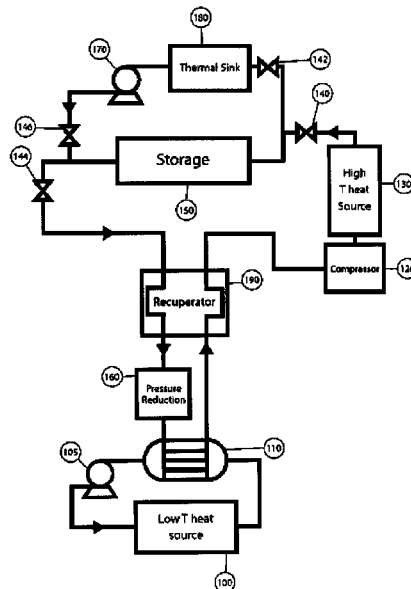 180
170
Thermal Sink
142
140
146
144
Storage
150
High
T heat
Source
130
Compressor
120
190
Recuperator
160
Pressure
Reduction
105
110
Low T heat
source
100